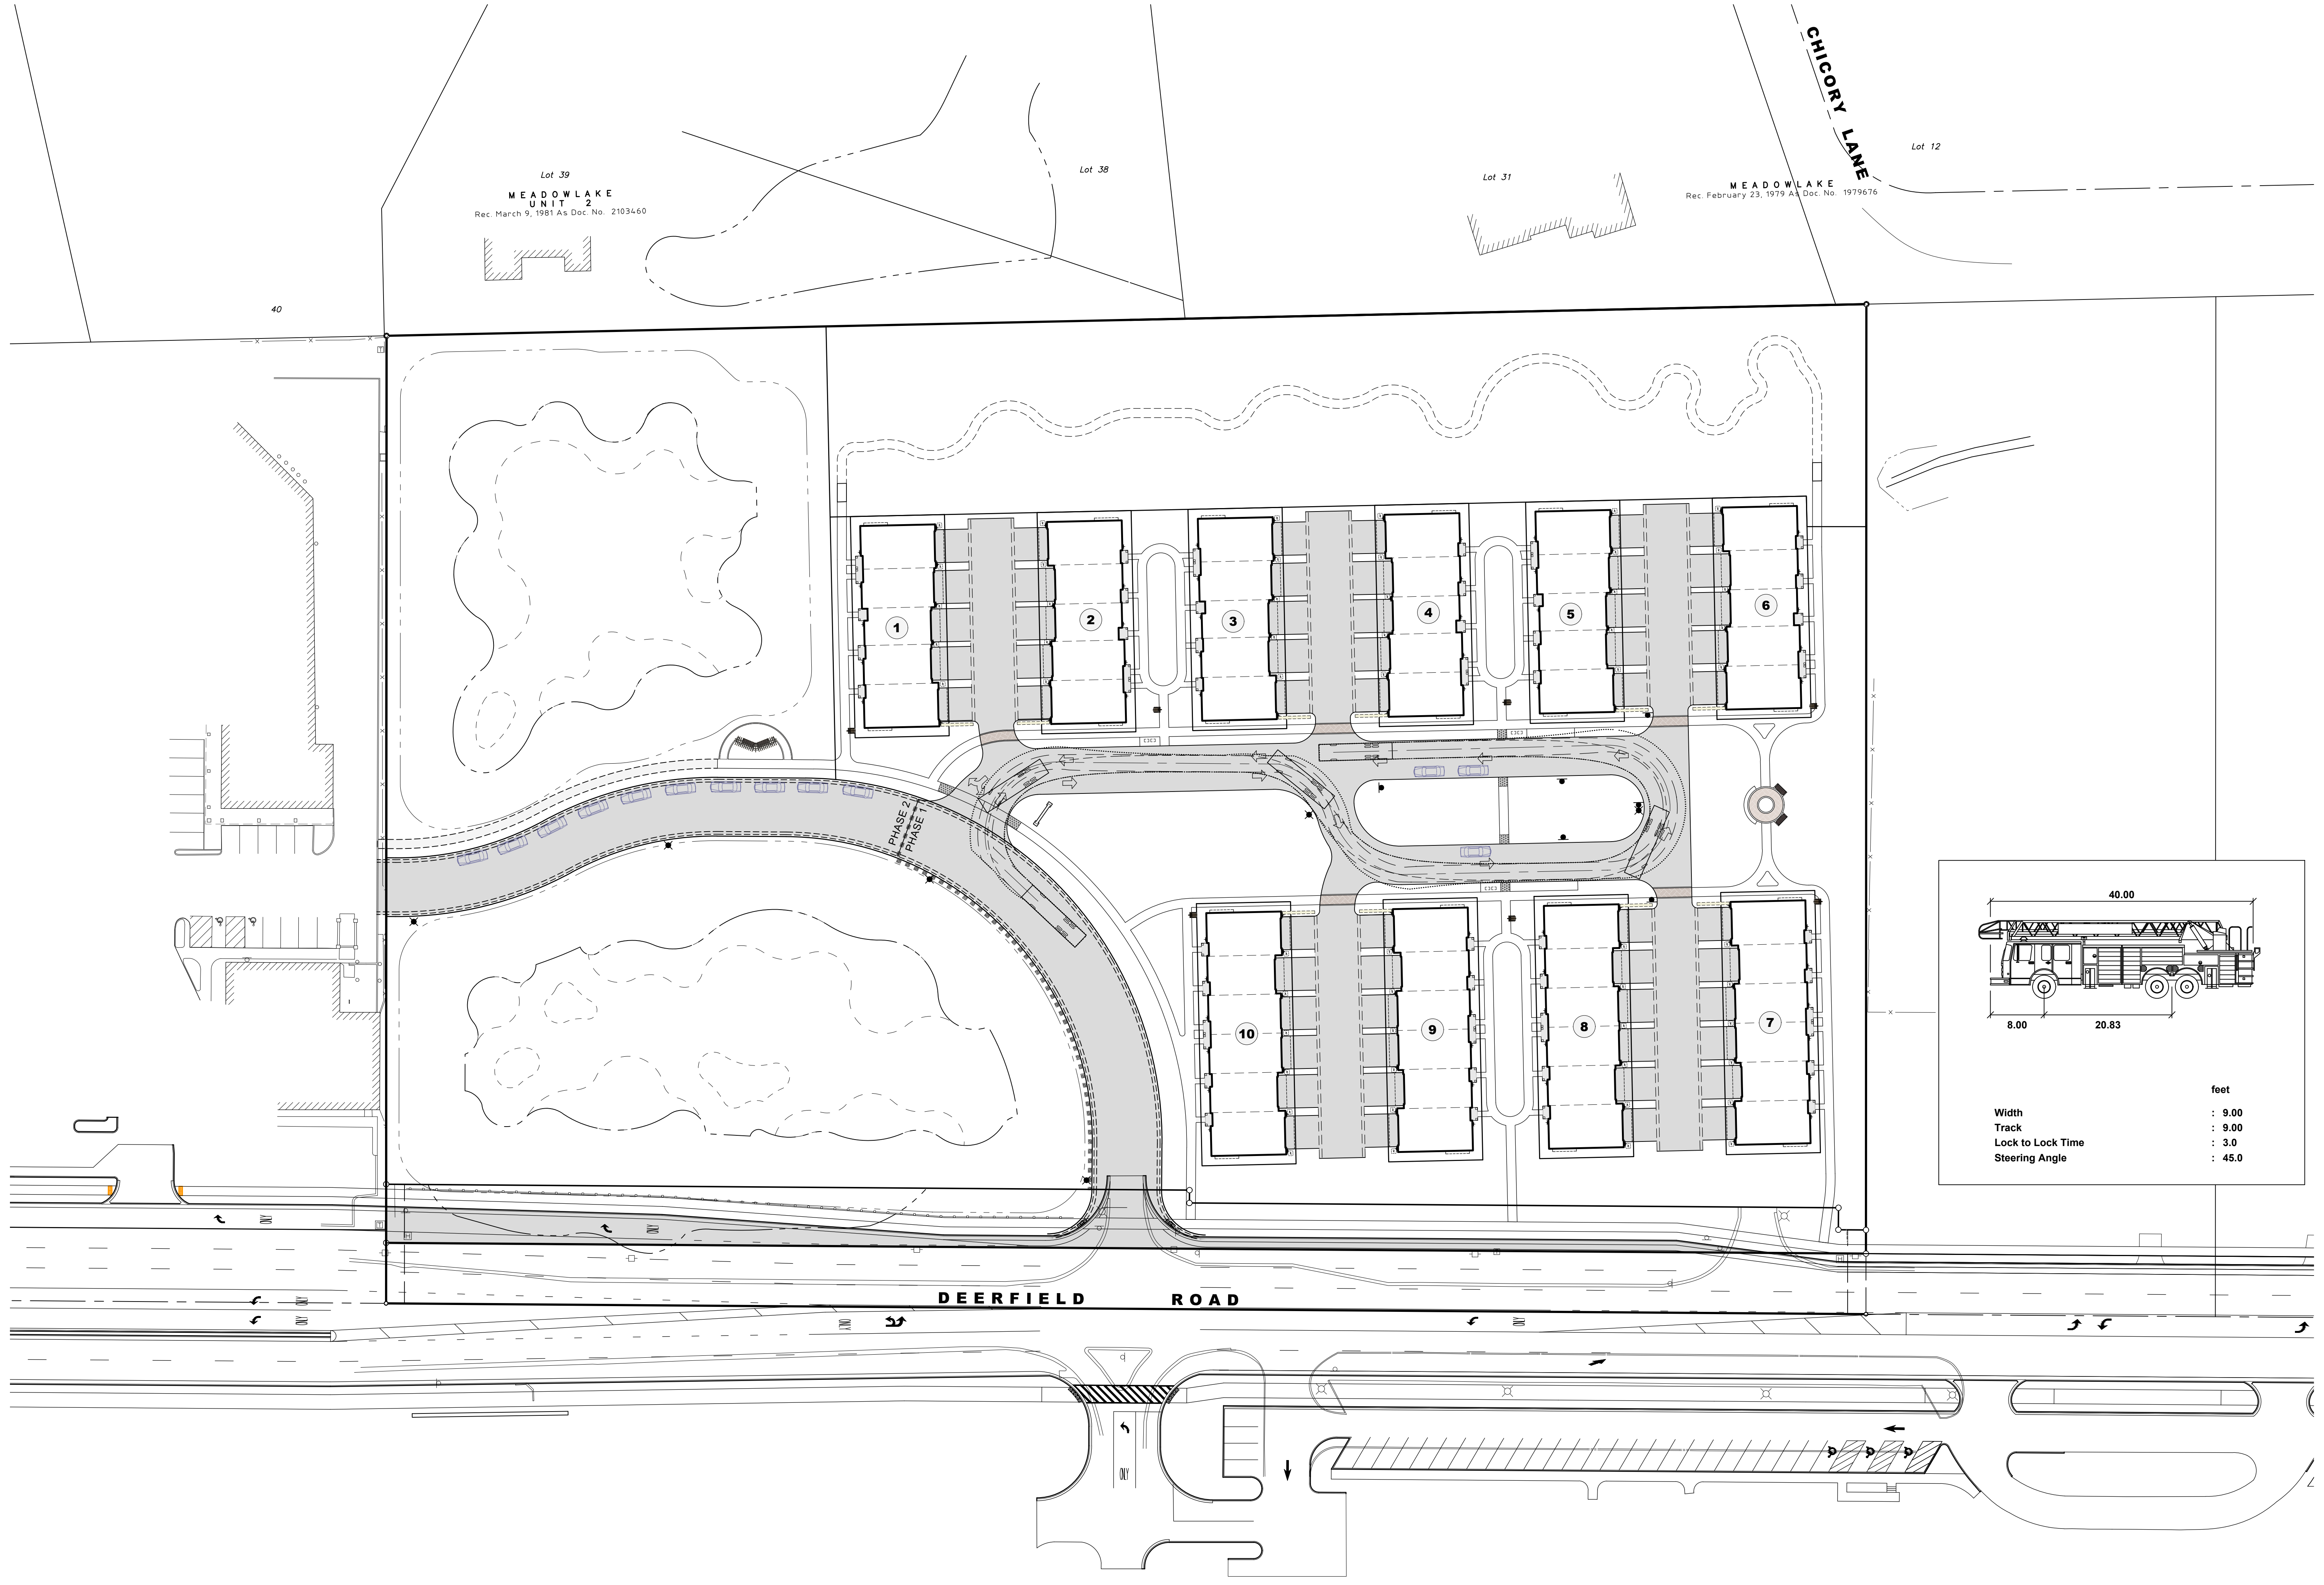 CHICORY LANE
Lot 12
Lot 39
MEADOWLAKE
UNIT 2
Rec. March 9, 1981 As Doc. No. 2103460
Lot 38
Lot 31
MEADOWLAKE
Rec. February 23, 1979 As Doc. No. 1979676
40
1
2
3
4
5
6
PHASE 2
PHASE 1
10
9
8
7
40.00
8.00
20.83
feet
Width : 9.00
Track : 9.00
Lock to Lock Time : 3.0
Steering Angle : 45.0
DEERFIELD ROAD
ONLY